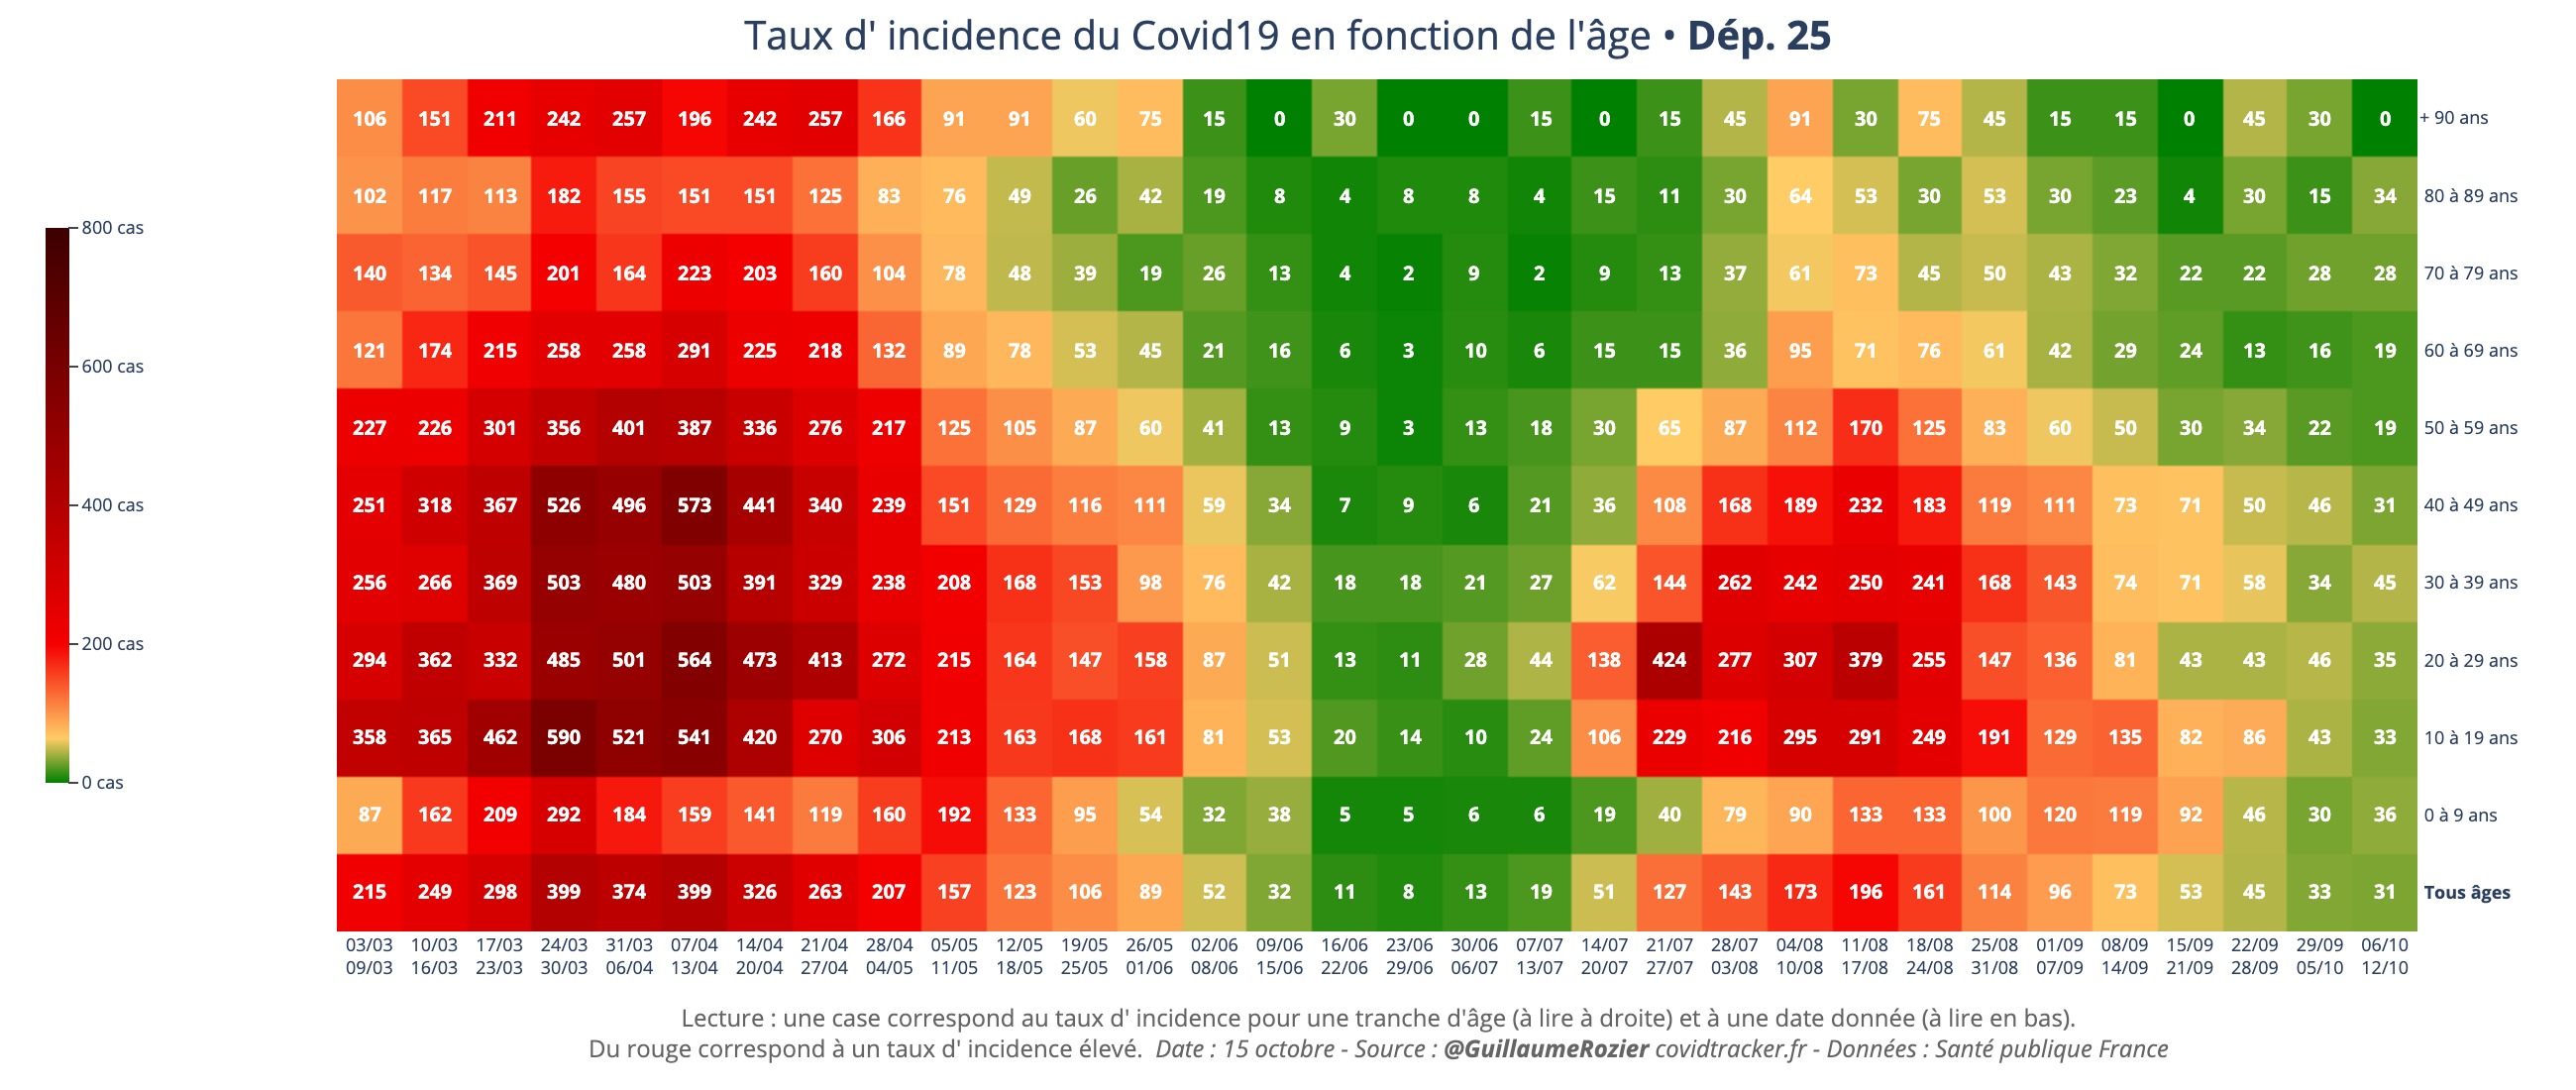 Taux d' incidence du Covid19 en fonction de l'âge • Dép. 25
800 cas
600 cas
400 cas
200 cas
0 cas
106 151 211 242 257 196 242 257 166 91 91 60 75 15 0 30 0 0 15 0 15 45 91 30 75 45 15 15 0 45 30 0 + 90 ans
102 117 113 182 155 151 151 125 83 76 49 26 42 19 8 4 8 8 4 15 11 30 64 53 30 53 30 23 4 30 15 34 80 à 89 ans
140 134 145 201 164 223 203 160 104 78 48 39 19 26 13 4 2 9 2 9 13 37 61 73 45 50 43 32 22 22 28 28 70 à 79 ans
121 174 215 258 258 291 225 218 132 89 78 53 45 21 16 6 3 10 6 15 15 36 95 71 76 61 42 29 24 13 16 19 60 à 69 ans
227 226 301 356 401 387 336 276 217 125 105 87 60 41 13 9 3 13 18 30 65 87 112 170 125 83 60 50 30 34 22 19 50 à 59 ans
251 318 367 526 496 573 441 340 239 151 129 116 111 59 34 7 9 6 21 36 108 168 189 232 183 119 111 73 71 50 46 31 40 à 49 ans
256 266 369 503 480 503 391 329 238 208 168 153 98 76 42 18 18 21 27 62 144 262 242 250 241 168 143 74 71 58 34 45 30 à 39 ans
294 362 332 485 501 564 473 413 272 215 164 147 158 87 51 13 11 28 44 138 424 277 307 379 255 147 136 81 43 43 46 35 20 à 29 ans
358 365 462 590 521 541 420 270 306 213 163 168 161 81 53 20 14 10 24 106 229 216 295 291 249 191 129 135 82 86 43 33 10 à 19 ans
87 162 209 292 184 159 141 119 160 192 133 95 54 32 38 5 5 6 6 19 40 79 90 133 133 100 120 119 92 46 30 36 0 à 9 ans
215 249 298 399 374 399 326 263 207 157 123 106 89 52 32 11 8 13 19 51 127 143 173 196 161 114 96 73 53 45 33 31 Tous âges
03/03 10/03 17/03 24/03 31/03 07/04 14/04 21/04 28/04 05/05 12/05 19/05 26/05 02/06 09/06 16/06 23/06 30/06 07/07 14/07 21/07 28/07 04/08 11/08 18/08 25/08 01/09 08/09 15/09 22/09 29/09 06/10
09/03 16/03 23/03 30/03 06/04 13/04 20/04 27/04 04/05 11/05 18/05 25/05 01/06 08/06 15/06 22/06 29/06 06/07 13/07 20/07 27/07 03/08 10/08 17/08 24/08 31/08 07/09 14/09 21/09 28/09 05/10 12/10
Lecture : une case correspond au taux d' incidence pour une tranche d'âge (à lire à droite) et à une date donnée (à lire en bas).
Du rouge correspond à un taux d' incidence élevé. Date : 15 octobre - Source : @GuillaumeRozier covidtracker.fr - Données : Santé publique France